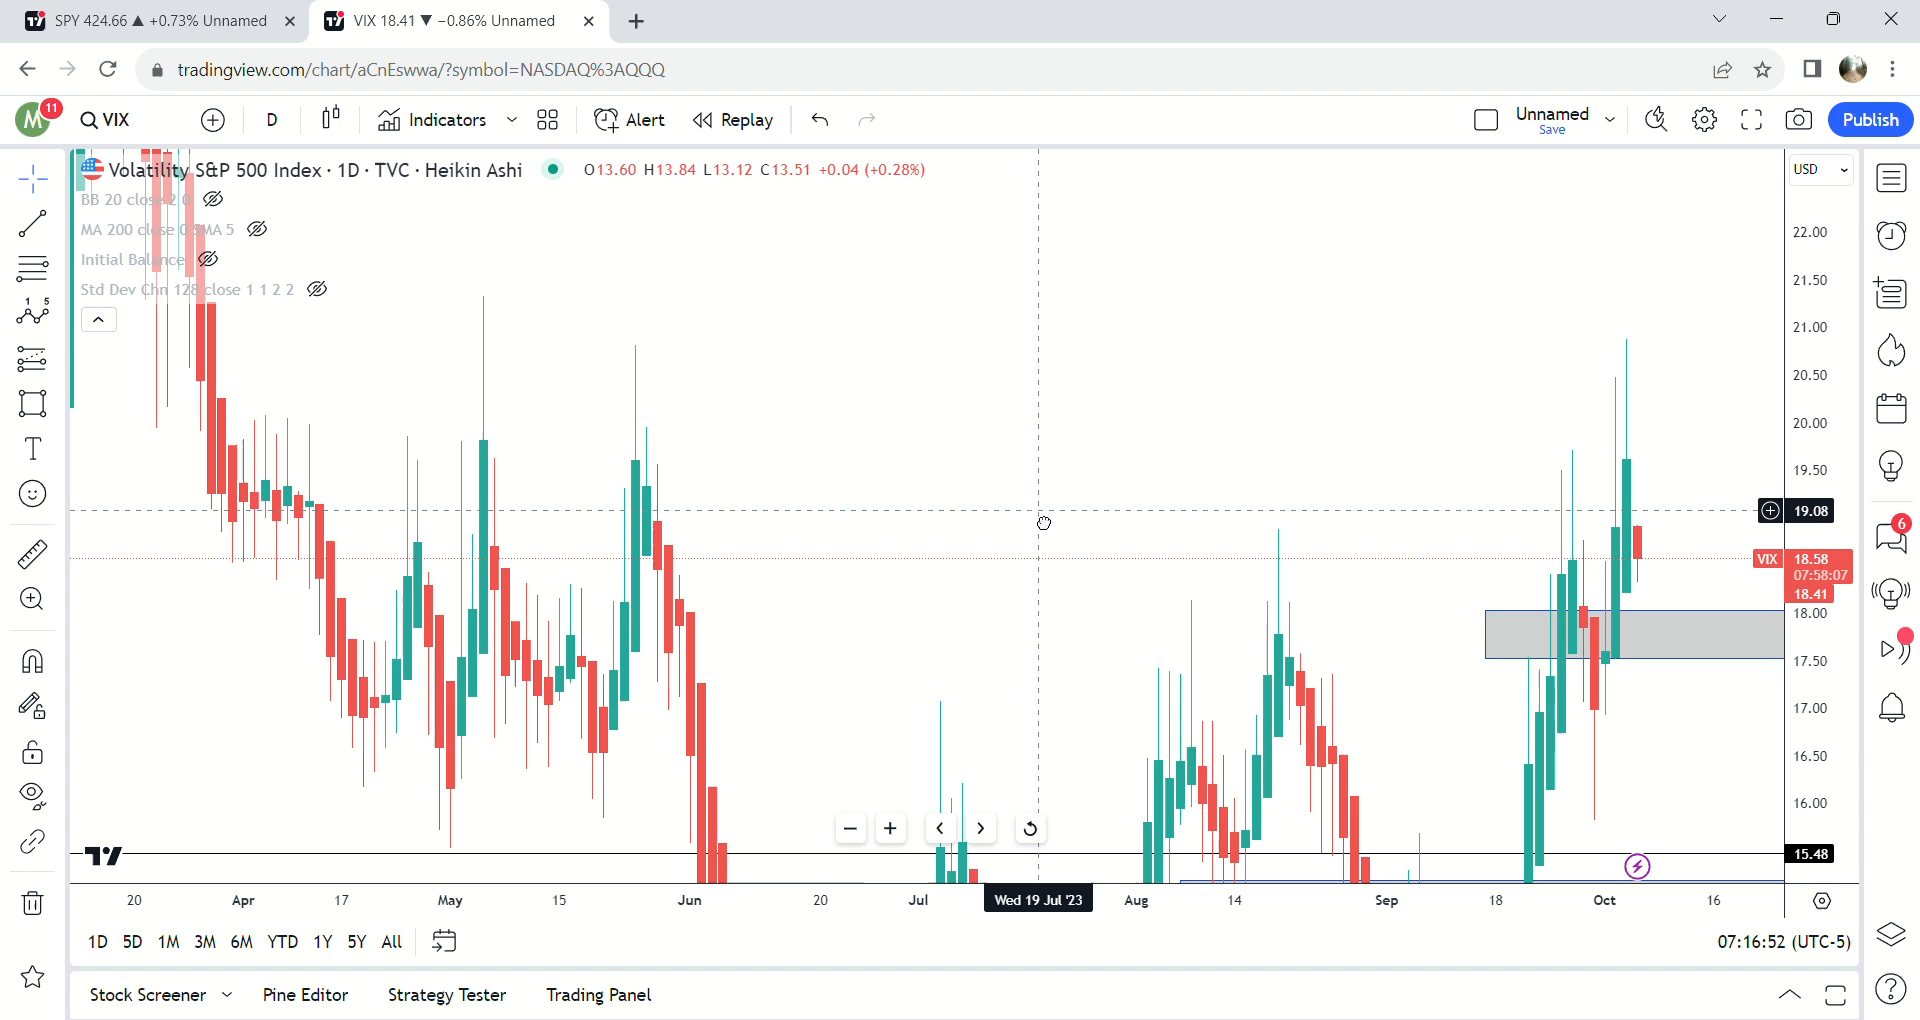 SPY 424.66 ▲ +0.73% Unnamed
VIX 18.41 ▼ −0.86% Unnamed
tradingview.com/chart/aCnEswwa/?symbol=NASDAQ%3AQQQ
M 11 VIX D Indicators Alert Replay Unnamed Save Publish
Volatility S&P 500 Index · 1D · TVC · Heikin Ashi O13.60 H13.84 L13.12 C13.51 +0.04 (+0.28%)
USD
BB 20 close 2 0
MA 200 close 0 SMA 5
Initial Balance
Std Dev Chn 128 close 1 1 2 2
22.00
21.50
21.00
20.50
20.00
19.50
19.08
VIX 18.58
07:58:07
18.41
18.00
17.50
17.00
16.50
16.00
15.48
1 5
6
20 Apr 17 May 15 Jun 20 Jul Wed 19 Jul '23 Aug 14 Sep 18 Oct 16
1D 5D 1M 3M 6M YTD 1Y 5Y All 07:16:52 (UTC-5)
Stock Screener Pine Editor Strategy Tester Trading Panel